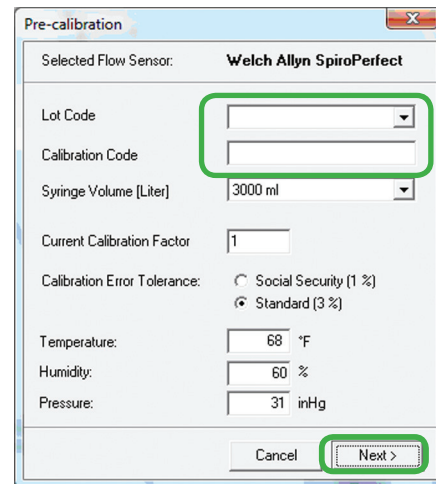 Pre-calibration
Selected Flow Sensor: Welch Allyn SpiroPerfect
Lot Code
Calibration Code
Syringe Volume [Liter] 3000 ml
Current Calibration Factor 1
Calibration Error Tolerance: Social Security (1 %)
Standard (3 %)
Temperature: 68 °F
Humidity: 60 %
Pressure: 31 inHg
Cancel Next >